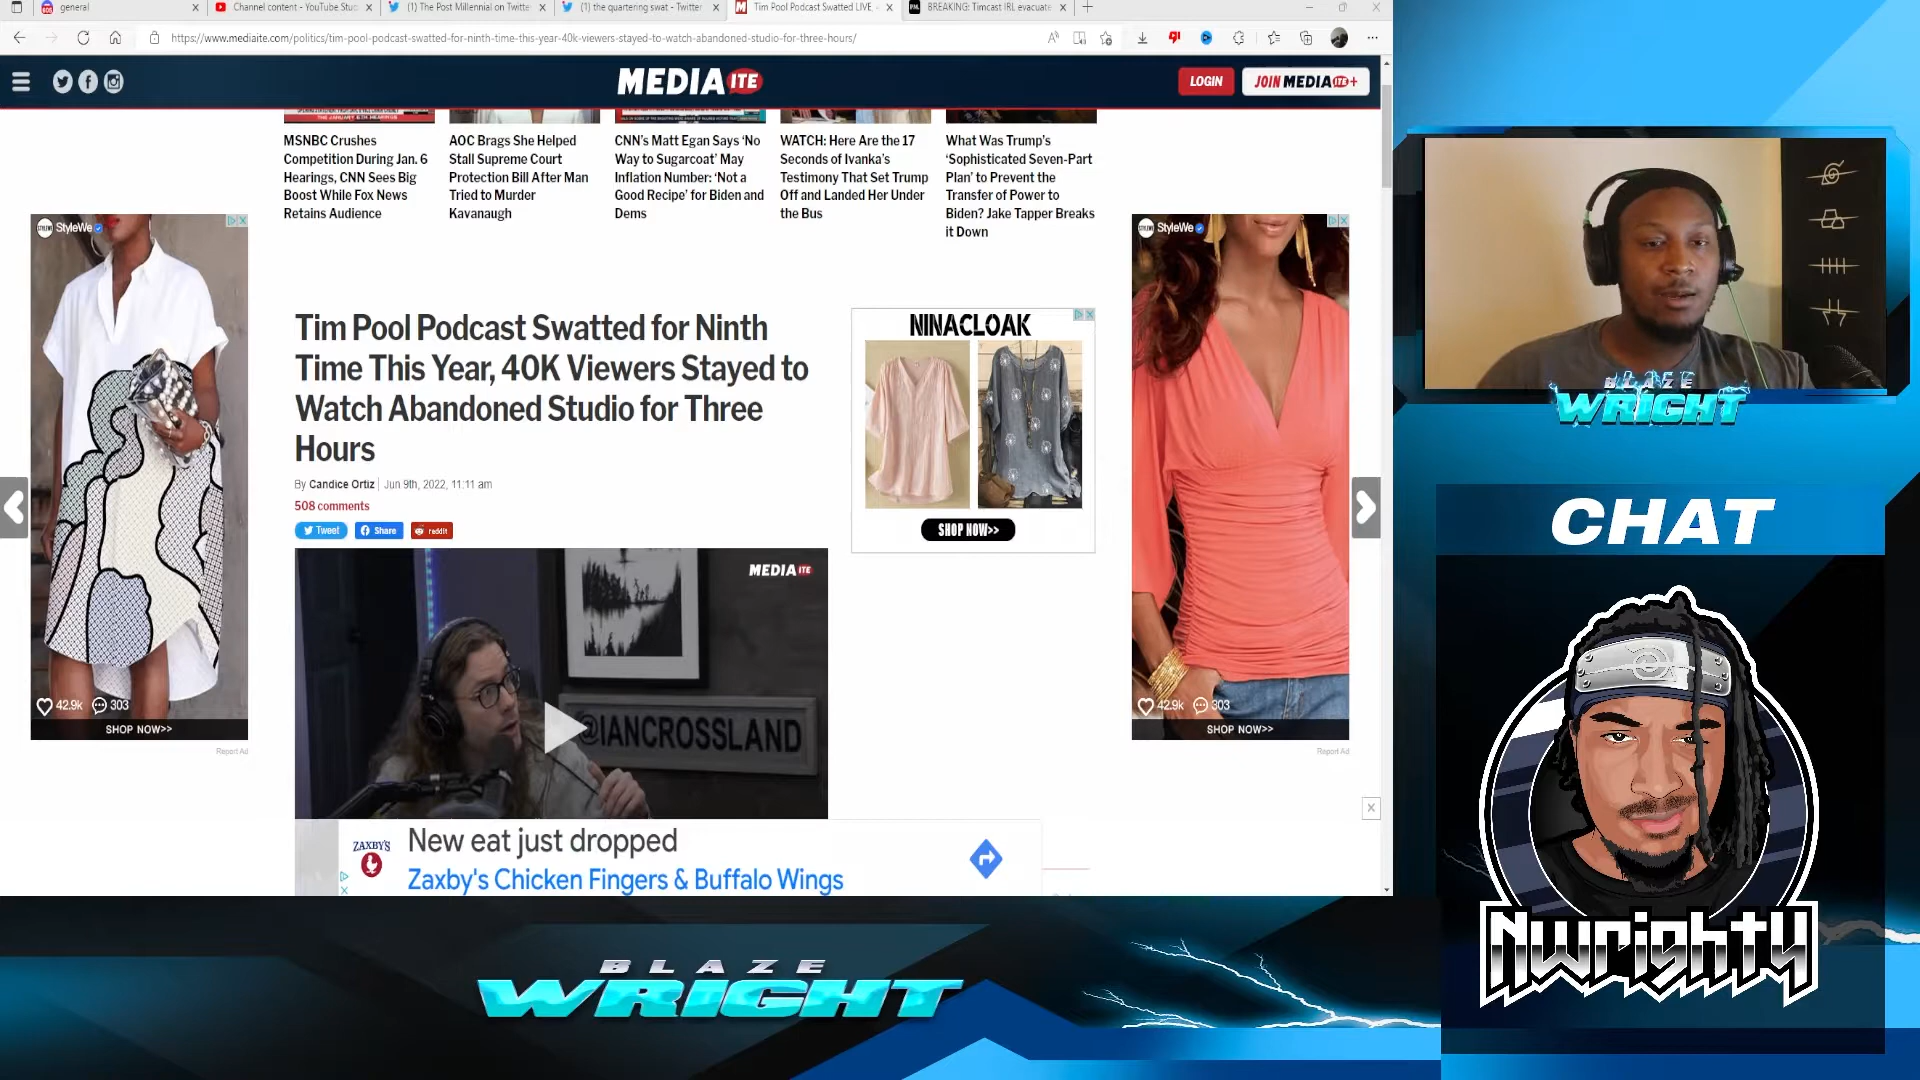 general
Channel content - YouTube Stu
(1) The Post Millennial on Twitte
(1) the quartering swat - Twitter
Tim Pool Podcast Swatted LIVE,
BREAKING: Timcast IRL evacuate
https://www.mediaite.com/politics/tim-pool-podcast-swatted-for-ninth-time-this-year-40k-viewers-stayed-to-watch-abandoned-studio-for-three-hours/
MEDIAITE
LOGIN
JOIN MEDIAITE+
MSNBC Crushes
Competition During Jan. 6
Hearings, CNN Sees Big
Boost While Fox News
Retains Audience
AOC Brags She Helped
Stall Supreme Court
Protection Bill After Man
Tried to Murder
Kavanaugh
CNN's Matt Egan Says 'No
Way to Sugarcoat' May
Inflation Number: 'Not a
Good Recipe' for Biden and
Dems
WATCH: Here Are the 17
Seconds of Ivanka's
Testimony That Set Trump
Off and Landed Her Under
the Bus
What Was Trump's
'Sophisticated Seven-Part
Plan' to Prevent the
Transfer of Power to
Biden? Jake Tapper Breaks
it Down
StyleWe
42.9k 303
SHOP NOW>>
Report Ad
Tim Pool Podcast Swatted for Ninth
Time This Year, 40K Viewers Stayed to
Watch Abandoned Studio for Three
Hours
By Candice Ortiz | Jun 9th, 2022, 11:11 am
508 comments
Tweet Share reddit
MEDIAITE
@IANCROSSLAND
NINACLOAK
SHOP NOW>>
StyleWe
42.9k 303
SHOP NOW>>
Report Ad
ZAXBY'S
New eat just dropped
Zaxby's Chicken Fingers & Buffalo Wings
BLAZE
WRIGHT
CHAT
Nwrighty
BLAZE
WRIGHT